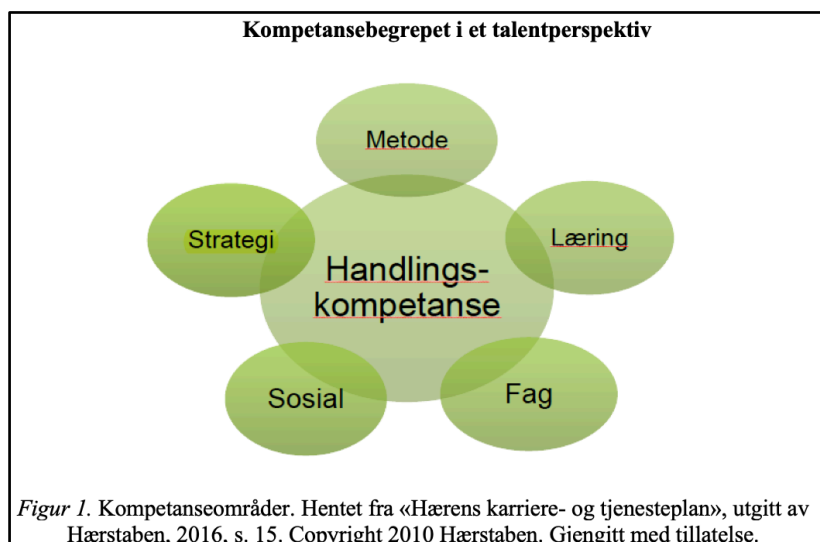 Kompetansebegrepet i et talentperspektiv
Metode
Strategi
Læring
Handlings-
kompetanse
Sosial
Fag
Figur 1. Kompetanseområder. Hentet fra «Hærens karriere- og tjenesteplan», utgitt av
Hærstaben, 2016, s. 15. Copyright 2010 Hærstaben. Gjengitt med tillatelse.